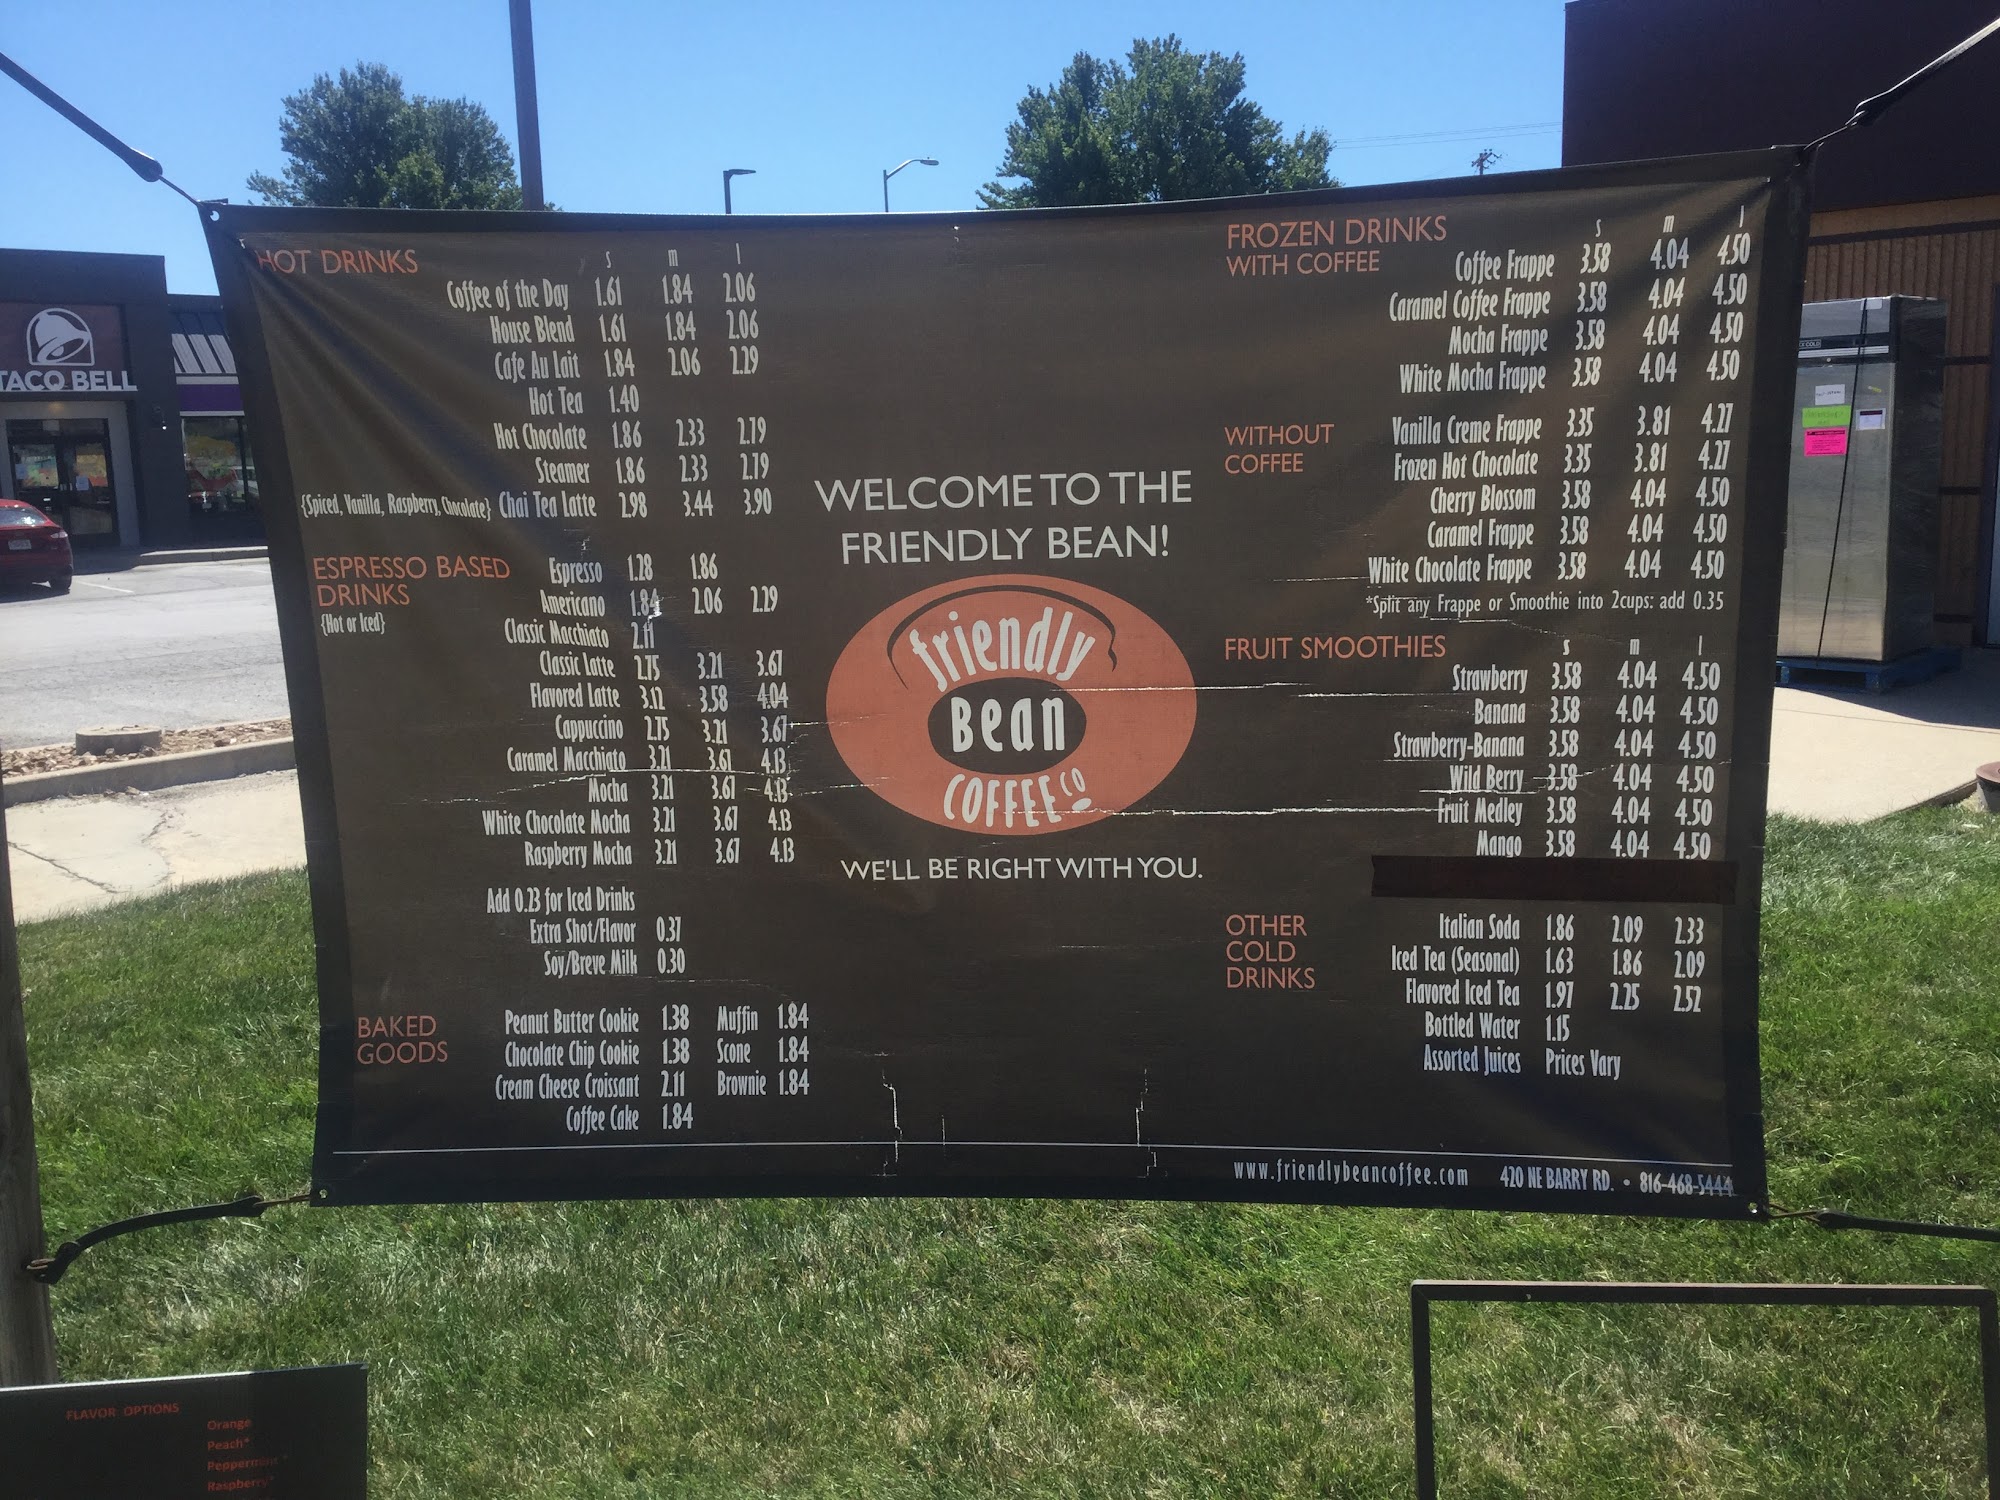 TACO BELL
HOT DRINKS s m l
Coffee of the Day 1.61 1.84 2.06
House Blend 1.61 1.84 2.06
Cafe Au Lait 1.84 2.06 2.29
Hot Tea 1.40
Hot Chocolate 1.86 2.33 2.79
Steamer 1.86 2.33 2.79
{Spiced, Vanilla, Raspberry, Chocolate} Chai Tea Latte 2.98 3.44 3.90
ESPRESSO BASED
DRINKS
{Hot or Iced}
Espresso 1.28 1.86
Americano 1.84 2.06 2.29
Classic Macchiato 2.11
Classic Latte 2.75 3.21 3.67
Flavored Latte 3.12 3.58 4.04
Cappuccino 2.75 3.21 3.67
Caramel Macchiato 3.21 3.67 4.13
Mocha 3.21 3.67 4.13
White Chocolate Mocha 3.21 3.67 4.13
Raspberry Mocha 3.21 3.67 4.13
Add 0.23 for Iced Drinks
Extra Shot/Flavor 0.37
Soy/Breve Milk 0.30
BAKED
GOODS
Peanut Butter Cookie 1.38 Muffin 1.84
Chocolate Chip Cookie 1.38 Scone 1.84
Cream Cheese Croissant 2.11 Brownie 1.84
Coffee Cake 1.84
WELCOME TO THE
FRIENDLY BEAN!
friendly
Bean
COFFEE CO
WE'LL BE RIGHT WITH YOU.
FROZEN DRINKS s m l
WITH COFFEE
Coffee Frappe 3.58 4.04 4.50
Caramel Coffee Frappe 3.58 4.04 4.50
Mocha Frappe 3.58 4.04 4.50
White Mocha Frappe 3.58 4.04 4.50
WITHOUT
COFFEE
Vanilla Creme Frappe 3.35 3.81 4.27
Frozen Hot Chocolate 3.35 3.81 4.27
Cherry Blossom 3.58 4.04 4.50
Caramel Frappe 3.58 4.04 4.50
White Chocolate Frappe 3.58 4.04 4.50
*Split any Frappe or Smoothie into 2cups: add 0.35
FRUIT SMOOTHIES s m l
Strawberry 3.58 4.04 4.50
Banana 3.58 4.04 4.50
Strawberry-Banana 3.58 4.04 4.50
Wild Berry 3.58 4.04 4.50
Fruit Medley 3.58 4.04 4.50
Mango 3.58 4.04 4.50
OTHER
COLD
DRINKS
Italian Soda 1.86 2.09 2.33
Iced Tea (Seasonal) 1.63 1.86 2.09
Flavored Iced Tea 1.97 2.25 2.52
Bottled Water 1.15
Assorted Juices Prices Vary
www.friendlybeancoffee.com 420 NE BARRY RD. • 816-468-5444
FLAVOR OPTIONS
Orange
Peach*
Peppermint *
Raspberry*